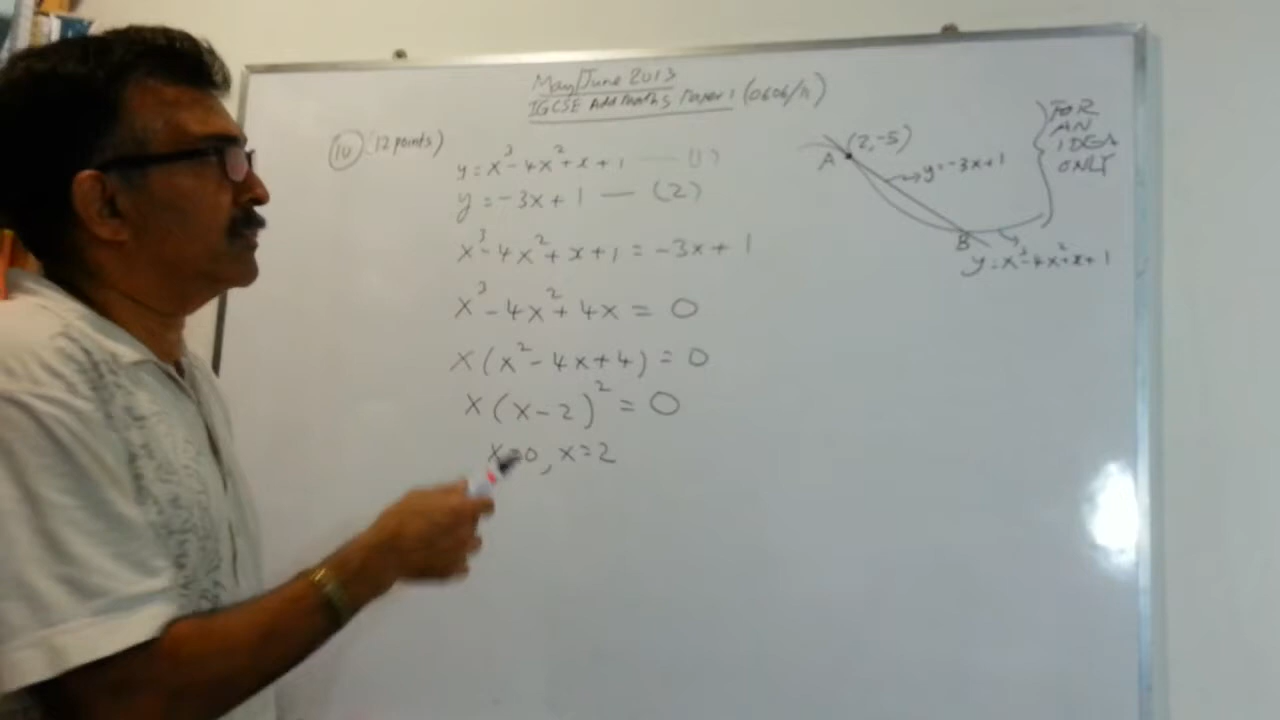 May/June 2013
IGCSE Add Maths Paper 1 (0606/11)
10 (12 points)
y = x³ - 4x² + x + 1 — (1)
y = -3x + 1 — (2)
x³ - 4x² + x + 1 = -3x + 1
x³ - 4x² + 4x = 0
x(x² - 4x + 4) = 0
x(x - 2)² = 0
x = 0, x = 2
A (2, -5)
y = -3x + 1
B
y = x³ - 4x² + x + 1
FOR
AN
IDEA
ONLY